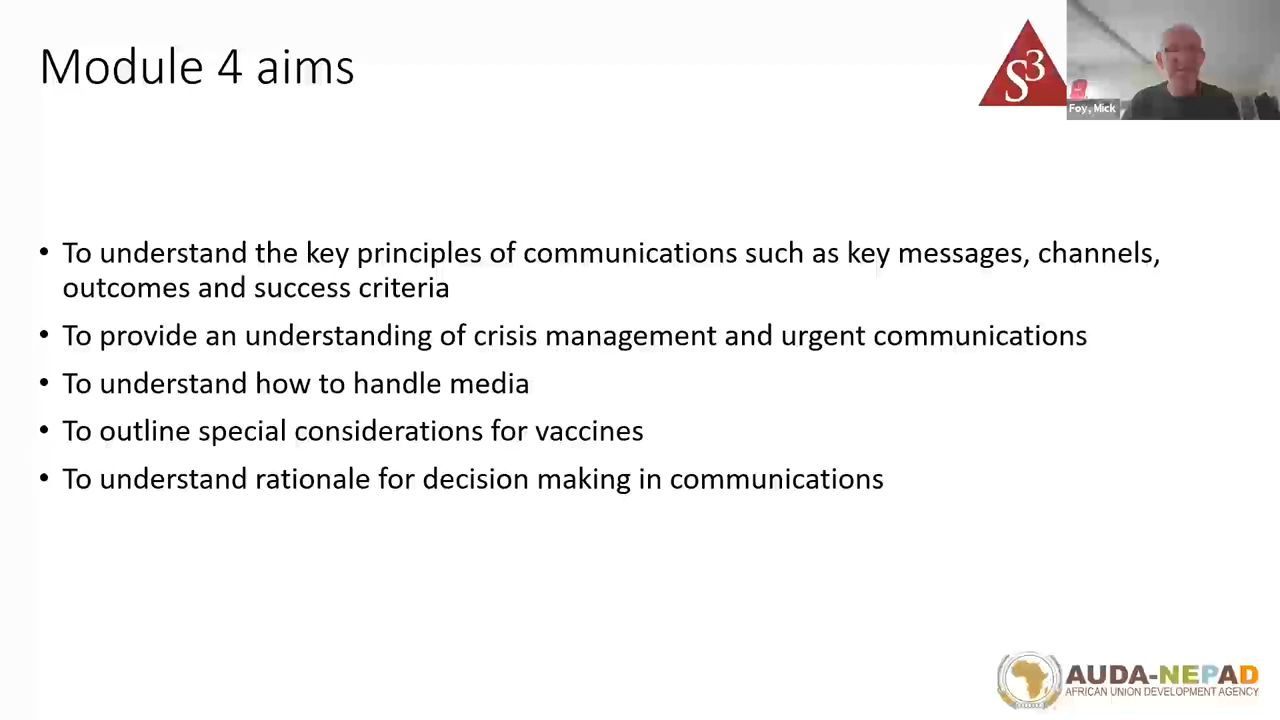 Module 4 aims
S3
Foy, Mick
• To understand the key principles of communications such as key messages, channels,
outcomes and success criteria
• To provide an understanding of crisis management and urgent communications
• To understand how to handle media
• To outline special considerations for vaccines
• To understand rationale for decision making in communications
AUDA-NEPAD
AFRICAN UNION DEVELOPMENT AGENCY